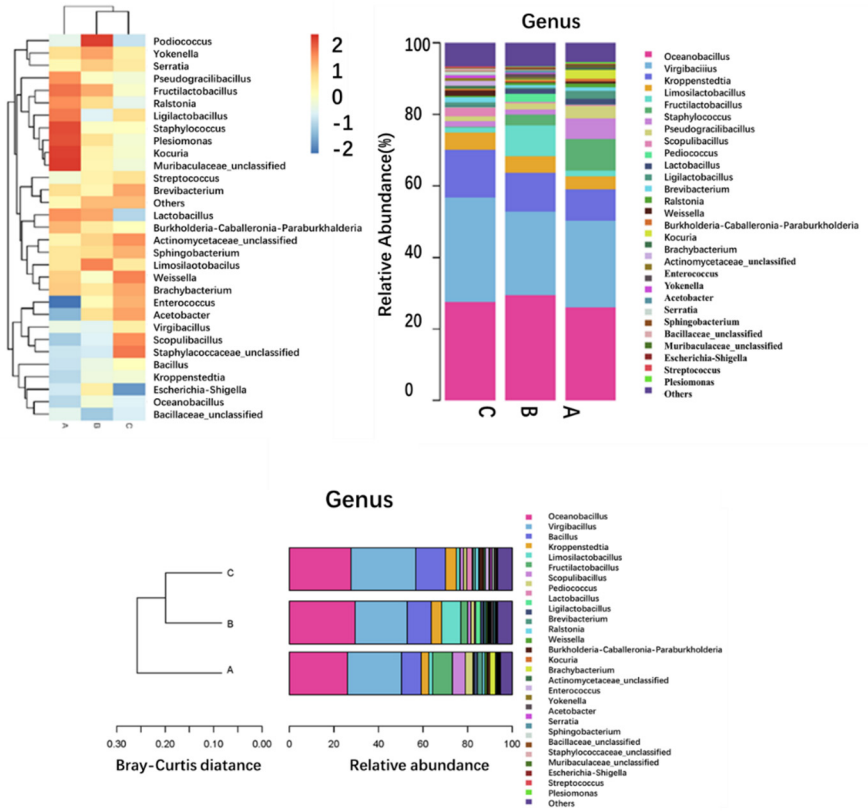 Podiococcus
Yokenella
Serratia
Pseudogracilibacillus
Fructilactobacillus
Ralstonia
Ligilactobacillus
Staphylococcus
Plesiomonas
Kocuria
Muribaculaceae_unclassified
Streptococcus
Brevibacterium
Others
Lactobacillus
Burkholderia-Caballeronia-Paraburkhalderia
Actinomycetaceae_unclassified
Sphingobacterium
Limosilaotobacilus
Weissella
Brachybacterium
Enterococcus
Acetobacter
Virgibacillus
Scopulibacillus
Staphylacoccaceae_unclassified
Bacillus
Kroppenstedtia
Escherichia-Shigella
Oceanobacillus
Bacillaceae_unclassified
A B C
2
1
0
-1
-2
Genus
Relative Abundance(%)
100
80
60
40
20
0
C B A
Oceanobacillus
Virgibaciiius
Kroppenstedtia
Limosilactobacillus
Fructilactobacillus
Staphylococcus
Pseudogracilibacillus
Scopulibacillus
Pediococcus
Lactobacillus
Ligilactobacillus
Brevibacterium
Ralstonia
Weissella
Burkholderia-Caballeronia-Paraburkholderia
Kocuria
Brachybacterium
Actinomycetaceae_unclassified
Enterococcus
Yokenella
Acetobacter
Serratia
Sphingobacterium
Bacillaceae_unclassified
Muribaculaceae_unclassified
Escherichia-Shigella
Streptococcus
Plesiomonas
Others
Genus
C
B
A
0.30 0.20 0.10 0.00
Bray-Curtis diatance
0 20 40 60 80 100
Relative abundance
Oceanobacillus
Virgibacillus
Bacillus
Kroppenstedtia
Limosilactobacillus
Fructilactobacillus
Scopulibacillus
Pediococcus
Lactobacillus
Ligilactobacillus
Brevibacterium
Ralstonia
Weissella
Burkholderia-Caballeronia-Paraburkholderia
Kocuria
Brachybacterium
Actinomycetaceae_unclassified
Enterococcus
Yokenella
Acetobacter
Serratia
Sphingobacterium
Bacillaceae_unclassified
Staphylococcaceae_unclassified
Muribaculaceae_unclassified
Escherichia-Shigella
Streptococcus
Plesiomonas
Others